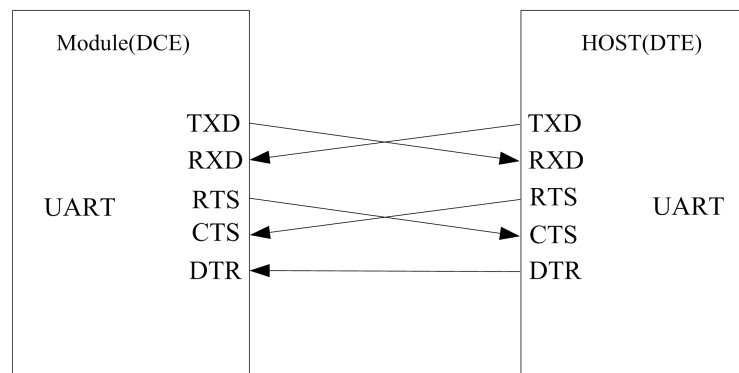 Module(DCE)
HOST(DTE)
TXD
TXD
RXD
RXD
UART
RTS
RTS
UART
CTS
CTS
DTR
DTR